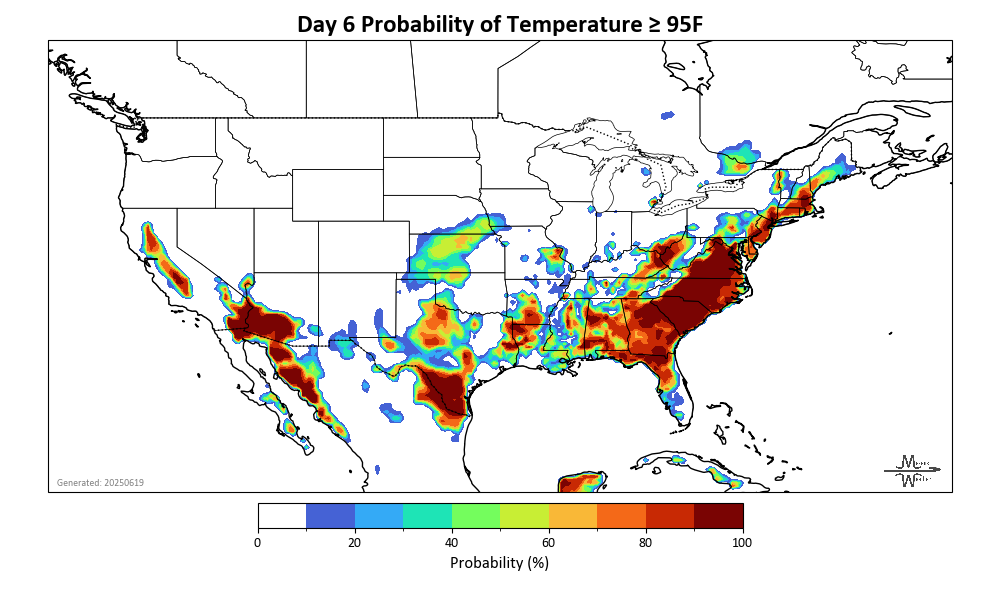 Day 6 Probability of Temperature ≥ 95F
Generated: 20250619
0 20 40 60 80 100
Probability (%)